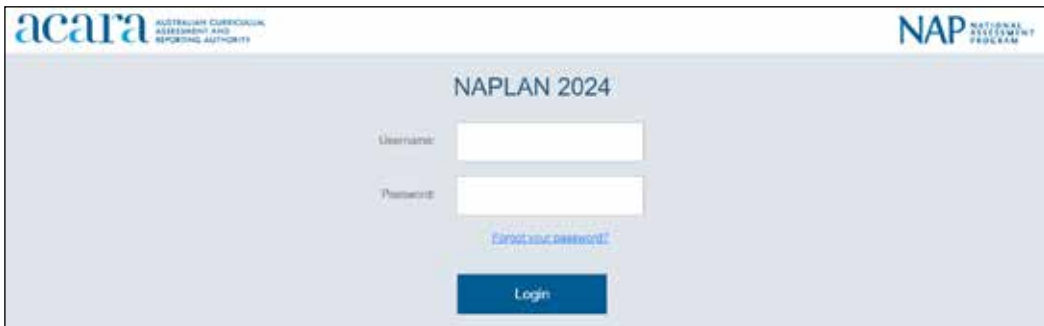 acara AUSTRALIAN CURRICULUM,
ASSESSMENT AND
REPORTING AUTHORITY
NAP NATIONAL
ASSESSMENT
PROGRAM
NAPLAN 2024
Username:
Password:
Forgot your password?
Login